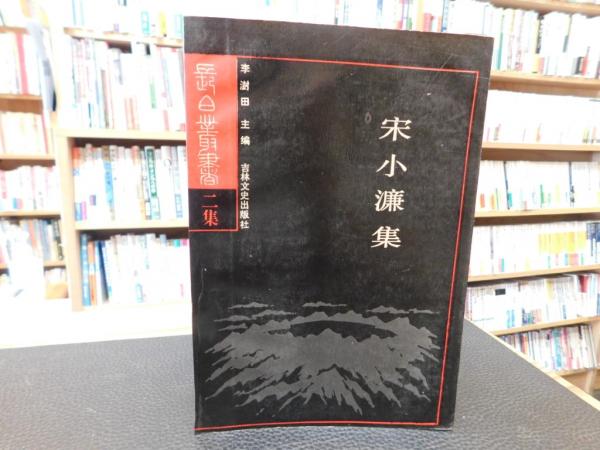 宋小濂集
李澍田 主编 吉林文史出版社
長白叢書
二集